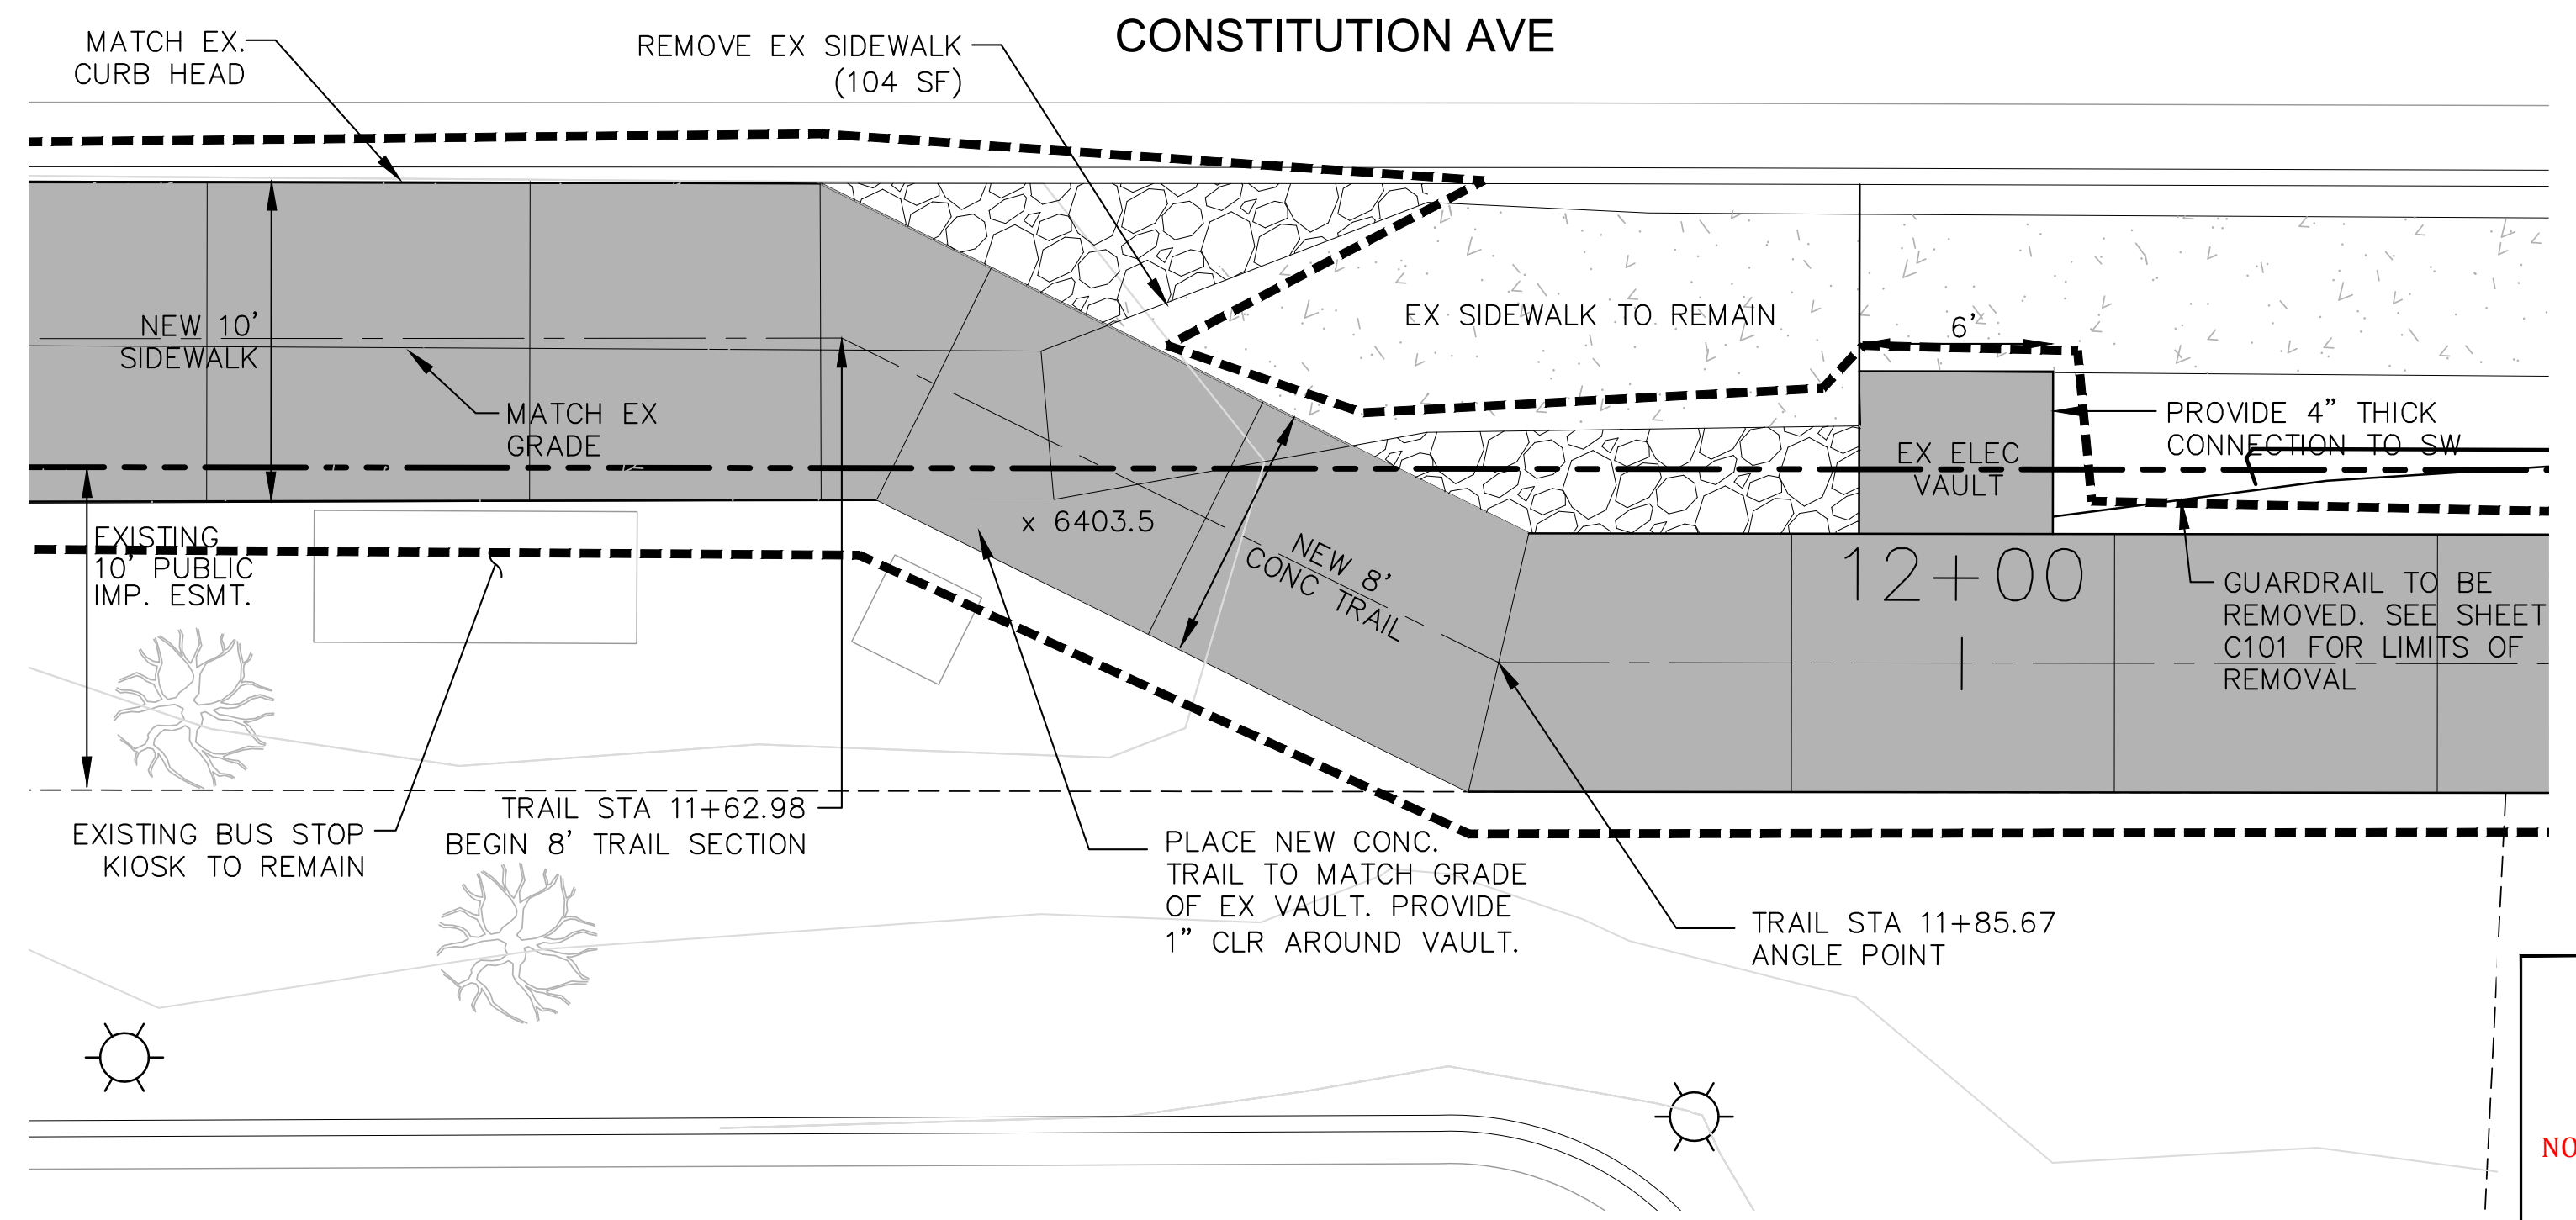 CONSTITUTION AVE
MATCH EX.
CURB HEAD
REMOVE EX SIDEWALK
(104 SF)
NEW 10'
SIDEWALK
MATCH EX
GRADE
EX SIDEWALK TO REMAIN
6'
PROVIDE 4" THICK
CONNECTION TO SW
EX ELEC
VAULT
EXISTING
10' PUBLIC
IMP. ESMT.
x 6403.5
NEW 8'
CONC TRAIL
12+00
GUARDRAIL TO BE
REMOVED. SEE SHEET
C101 FOR LIMITS OF
REMOVAL
EXISTING BUS STOP
KIOSK TO REMAIN
TRAIL STA 11+62.98
BEGIN 8' TRAIL SECTION
PLACE NEW CONC.
TRAIL TO MATCH GRADE
OF EX VAULT. PROVIDE
1" CLR AROUND VAULT.
TRAIL STA 11+85.67
ANGLE POINT
NO